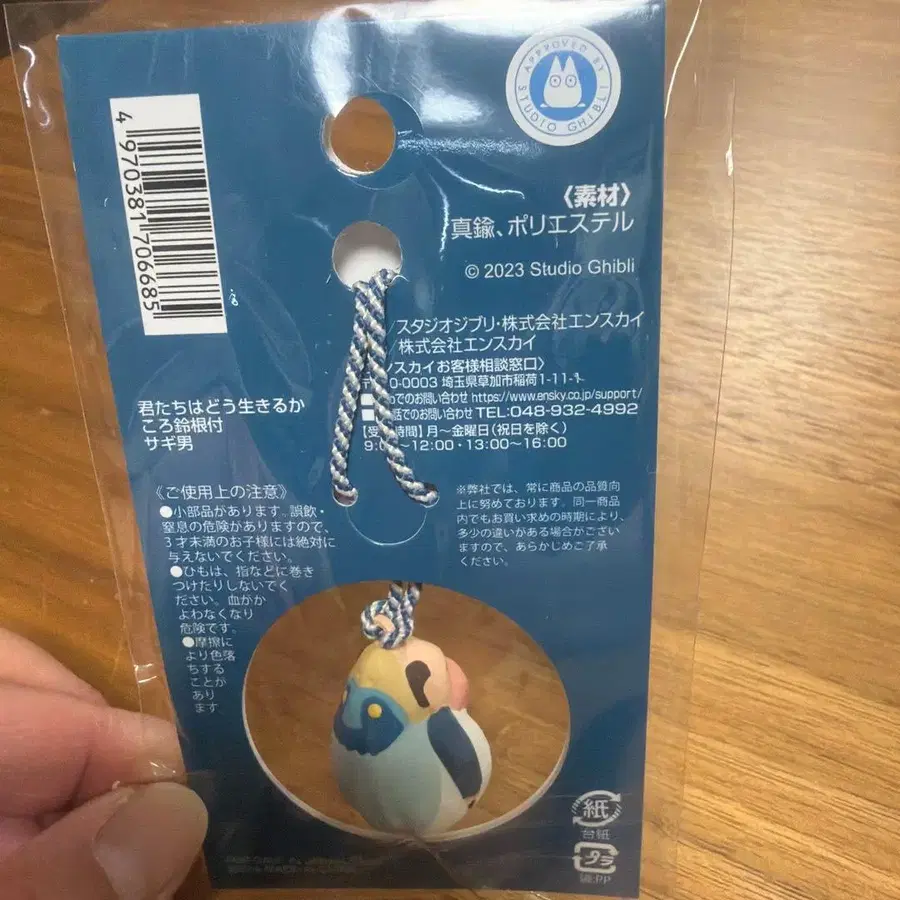 APPROVED BY
STUDIO GHIBLI
4 970381 706685
〈素材〉
真鍮、ポリエステル
© 2023 Studio Ghibli
/スタジオジブリ・株式会社エンスカイ
/株式会社エンスカイ
スカイお客様相談窓口〉
0-0003 埼玉県草加市稲荷1-11-1
でのお問い合わせ https://www.ensky.co.jp/support/
話でのお問い合わせ TEL:048-932-4992
【受 時間】月～金曜日(祝日を除く)
9: ～12:00・13:00～16:00
君たちはどう生きるか
ころ鈴根付
サギ男
《ご使用上の注意》
●小部品があります。誤飲・
窒息の危険がありますので、
3才未満のお子様には絶対に
与えないでください。
●ひもは、指などに巻き
つけたりしないでく
ださい。血がか
よわなくなり
危険です。
●摩擦に
より色落
ちする
ことが
あり
ます
※弊社では、常に商品の品質向
上に努めております。同一商品
内でもお買い求めの時期により、
多少の違いがある場合がござい
ますので、あらかじめご了承
ください。
紙
台紙
プラ
袋:PP